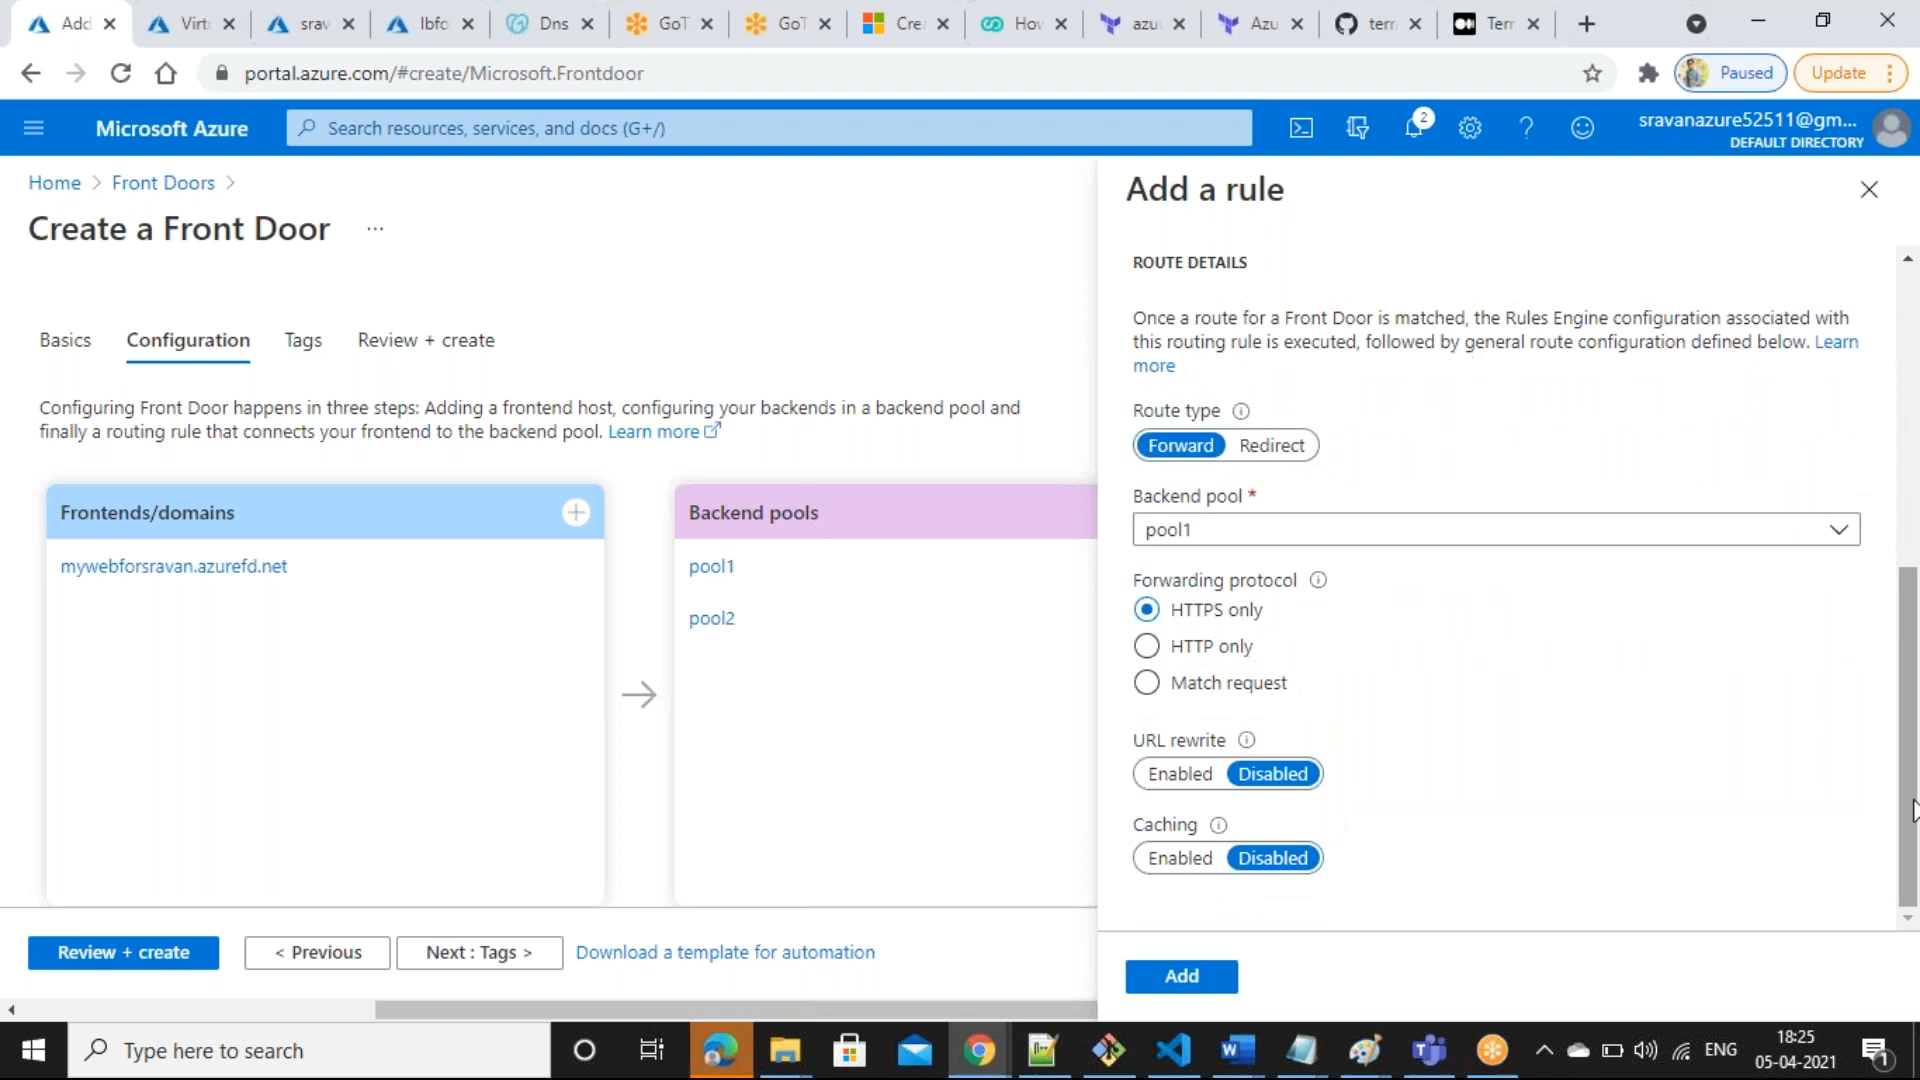 Add
Virtu
srav
lbfo
Dns
GoT
GoT
Crea
How
azu
Azu
terr
Terr
portal.azure.com/#create/Microsoft.Frontdoor
Paused
Update
Microsoft Azure
Search resources, services, and docs (G+/)
2
sravanazure52511@gm...
DEFAULT DIRECTORY
Home > Front Doors >
Create a Front Door ...
Basics
Configuration
Tags
Review + create
Configuring Front Door happens in three steps: Adding a frontend host, configuring your backends in a backend pool and
finally a routing rule that connects your frontend to the backend pool. Learn more
Frontends/domains
mywebforsravan.azurefd.net
Backend pools
pool1
pool2
Review + create
< Previous
Next : Tags >
Download a template for automation
Add a rule
ROUTE DETAILS
Once a route for a Front Door is matched, the Rules Engine configuration associated with
this routing rule is executed, followed by general route configuration defined below. Learn
more
Route type
Forward Redirect
Backend pool *
pool1
Forwarding protocol
HTTPS only
HTTP only
Match request
URL rewrite
Enabled Disabled
Caching
Enabled Disabled
Add
Type here to search
ENG
18:25
05-04-2021
1